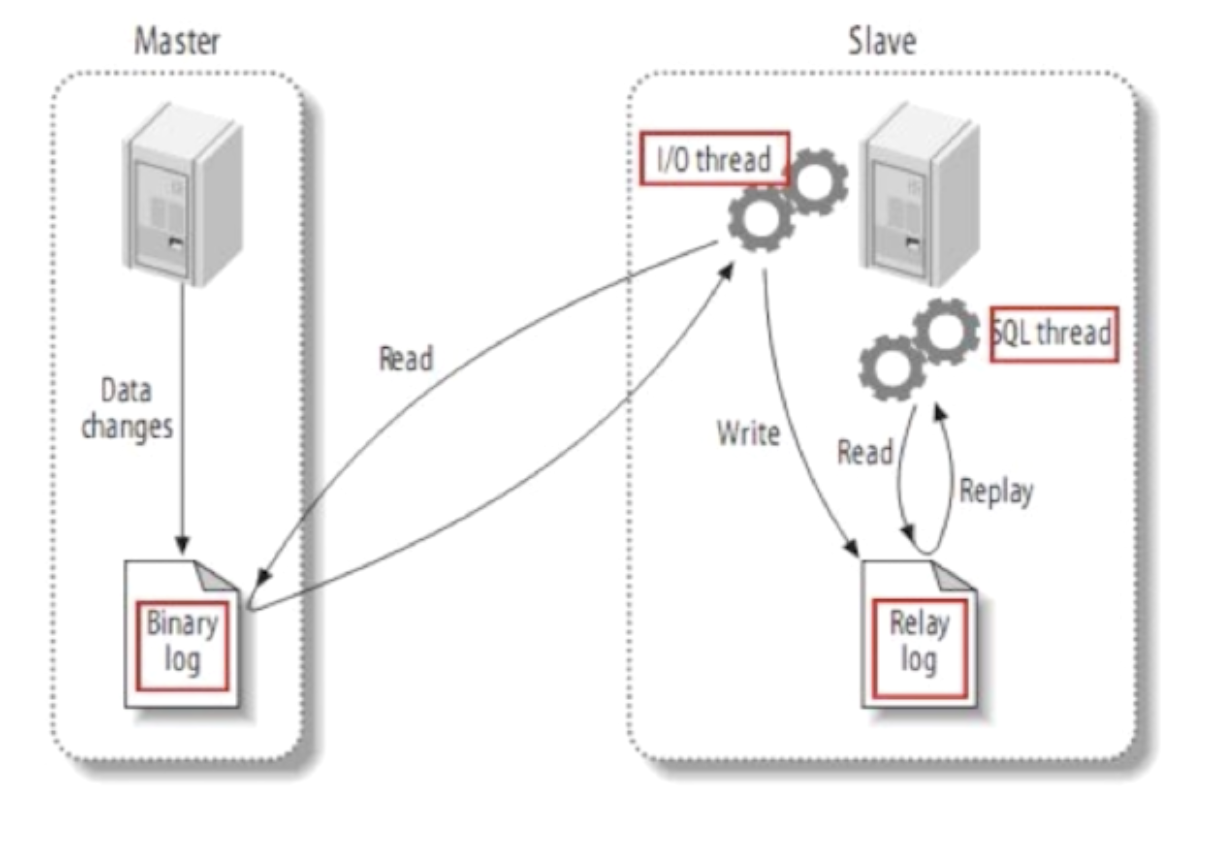 Master
Slave
I/O thread
SQL thread
Read
Data
changes
Write
Read
Replay
Binary
log
Relay
log